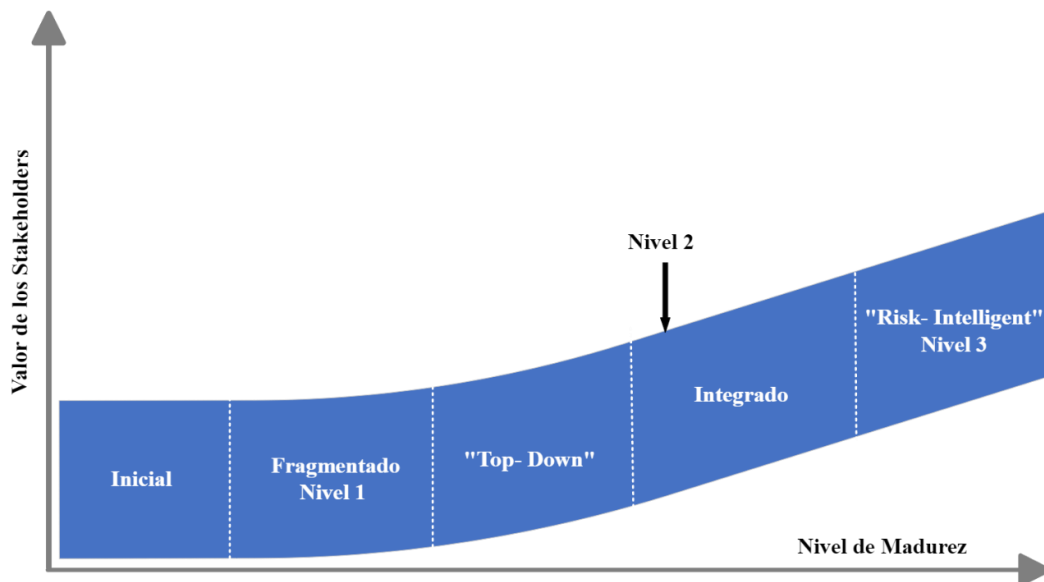 Valor de los Stakeholders
Nivel 2
"Risk- Intelligent"
Nivel 3
Integrado
"Top- Down"
Fragmentado
Nivel 1
Inicial
Nivel de Madurez